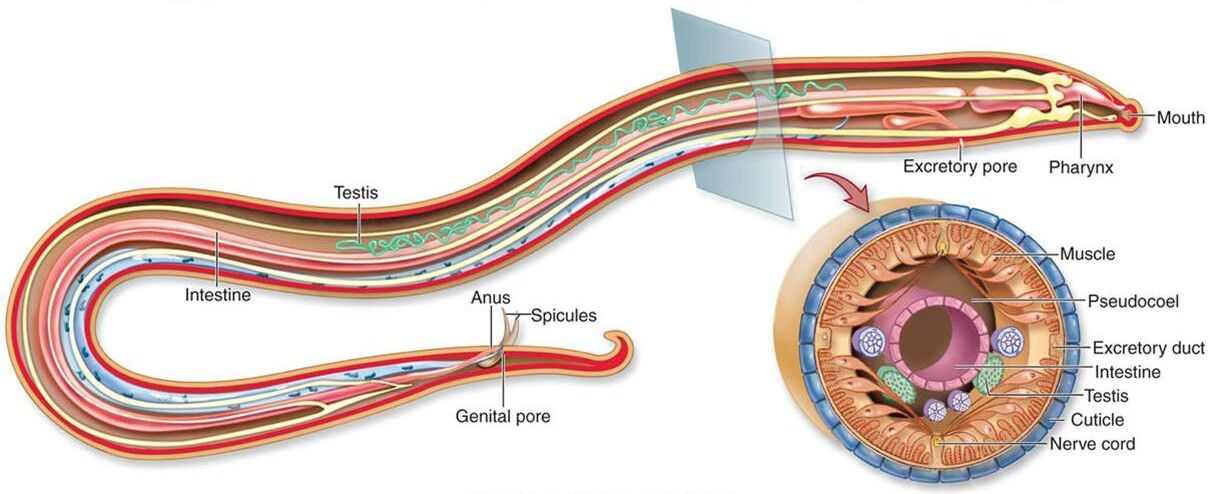 Mouth
Excretory pore
Pharynx
Testis
Intestine
Anus
Spicules
Genital pore
Muscle
Pseudocoel
Excretory duct
Intestine
Testis
Cuticle
Nerve cord